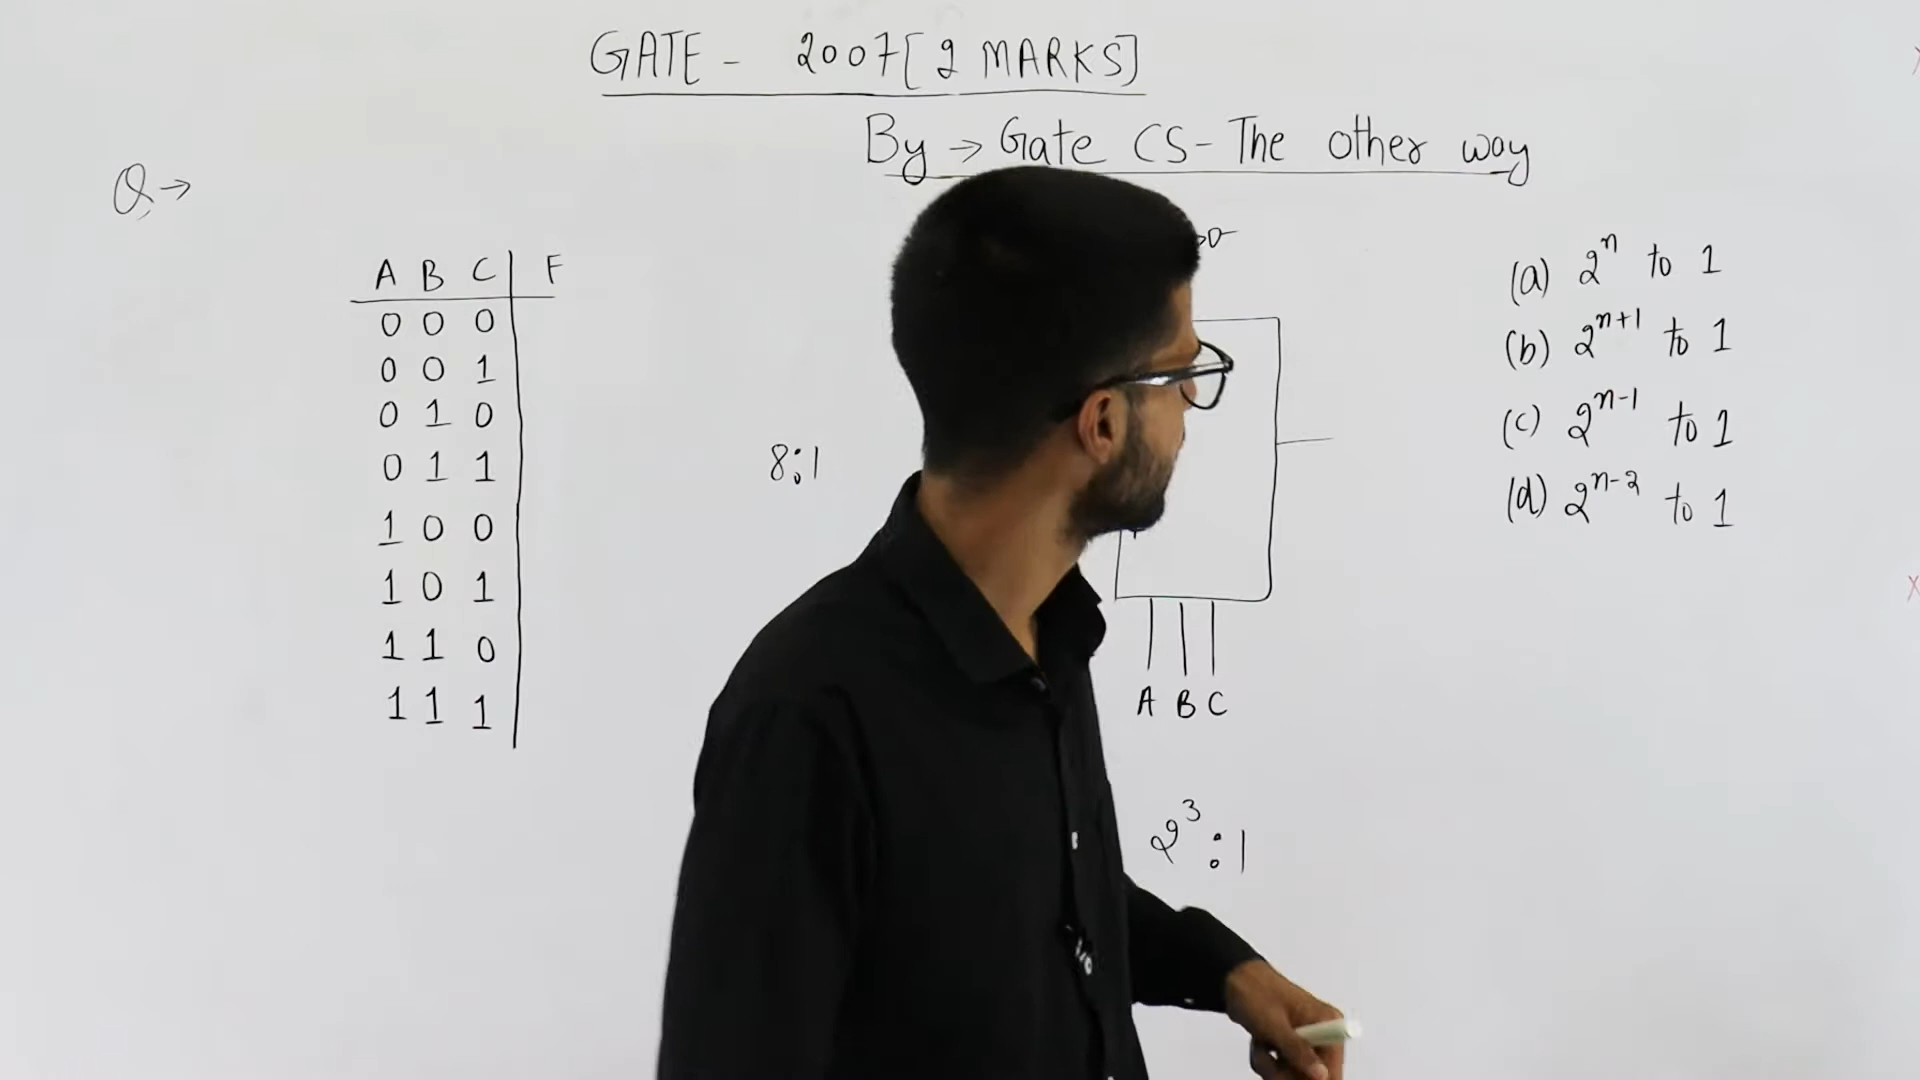 GATE - 2007 [2 MARKS]
By → Gate CS - The other way
Q →
A B C | F
0 0 0
0 0 1
0 1 0
0 1 1
1 0 0
1 0 1
1 1 0
1 1 1
8:1
A B C
2³ : 1
(a) 2ⁿ to 1
(b) 2ⁿ⁺¹ to 1
(c) 2ⁿ⁻¹ to 1
(d) 2ⁿ⁻² to 1